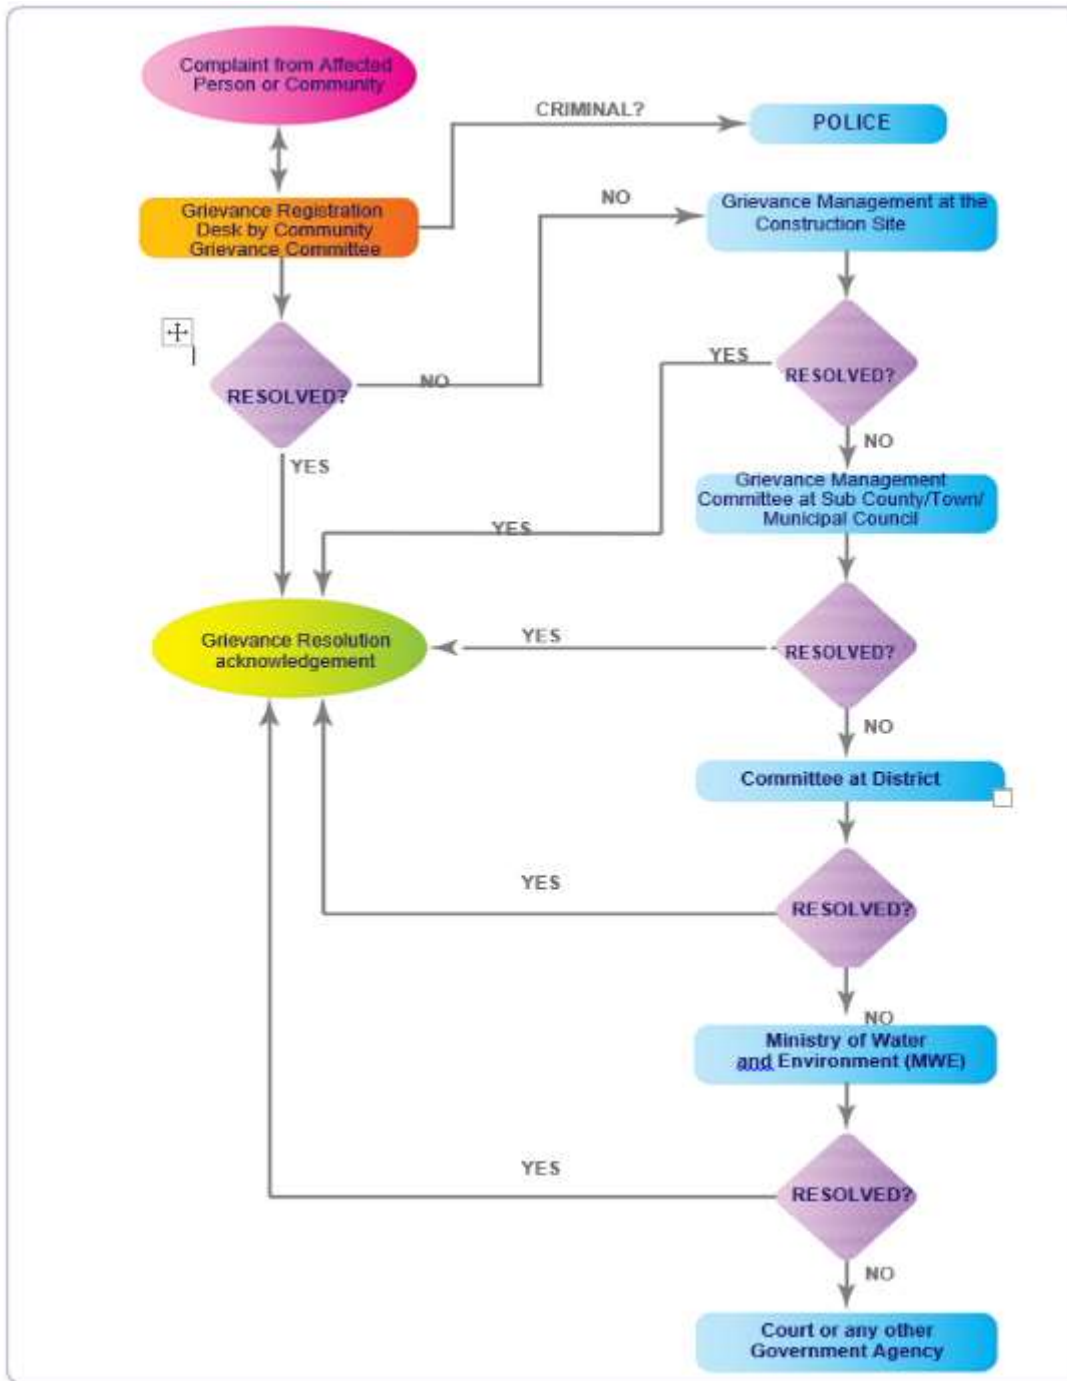 Complaint from Affected
Person or Community
CRIMINAL?
POLICE
Grievance Registration
Desk by Community
Grievance Committee
NO
Grievance Management at the
Construction Site
RESOLVED?
NO
YES
RESOLVED?
YES
NO
Grievance Management
Committee at Sub County/Town/
Municipal Council
YES
Grievance Resolution
acknowledgement
YES
RESOLVED?
NO
Committee at District
YES
RESOLVED?
NO
Ministry of Water
and Environment (MWE)
YES
RESOLVED?
NO
Court or any other
Government Agency